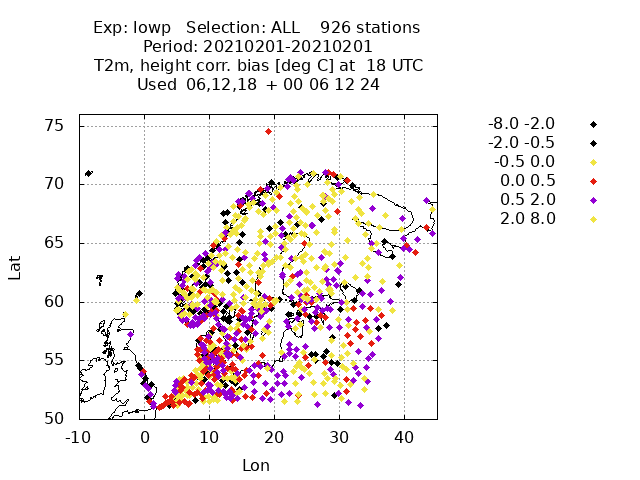 Exp: lowp   Selection: ALL    926 stations
Period: 20210201-20210201
T2m, height corr. bias [deg C] at  18 UTC
Used  06,12,18  + 00 06 12 24
-8.0 -2.0
-2.0 -0.5
-0.5 0.0
0.0 0.5
0.5 2.0
2.0 8.0
75
70
65
60
55
50
Lat
-10 0 10 20 30 40
Lon